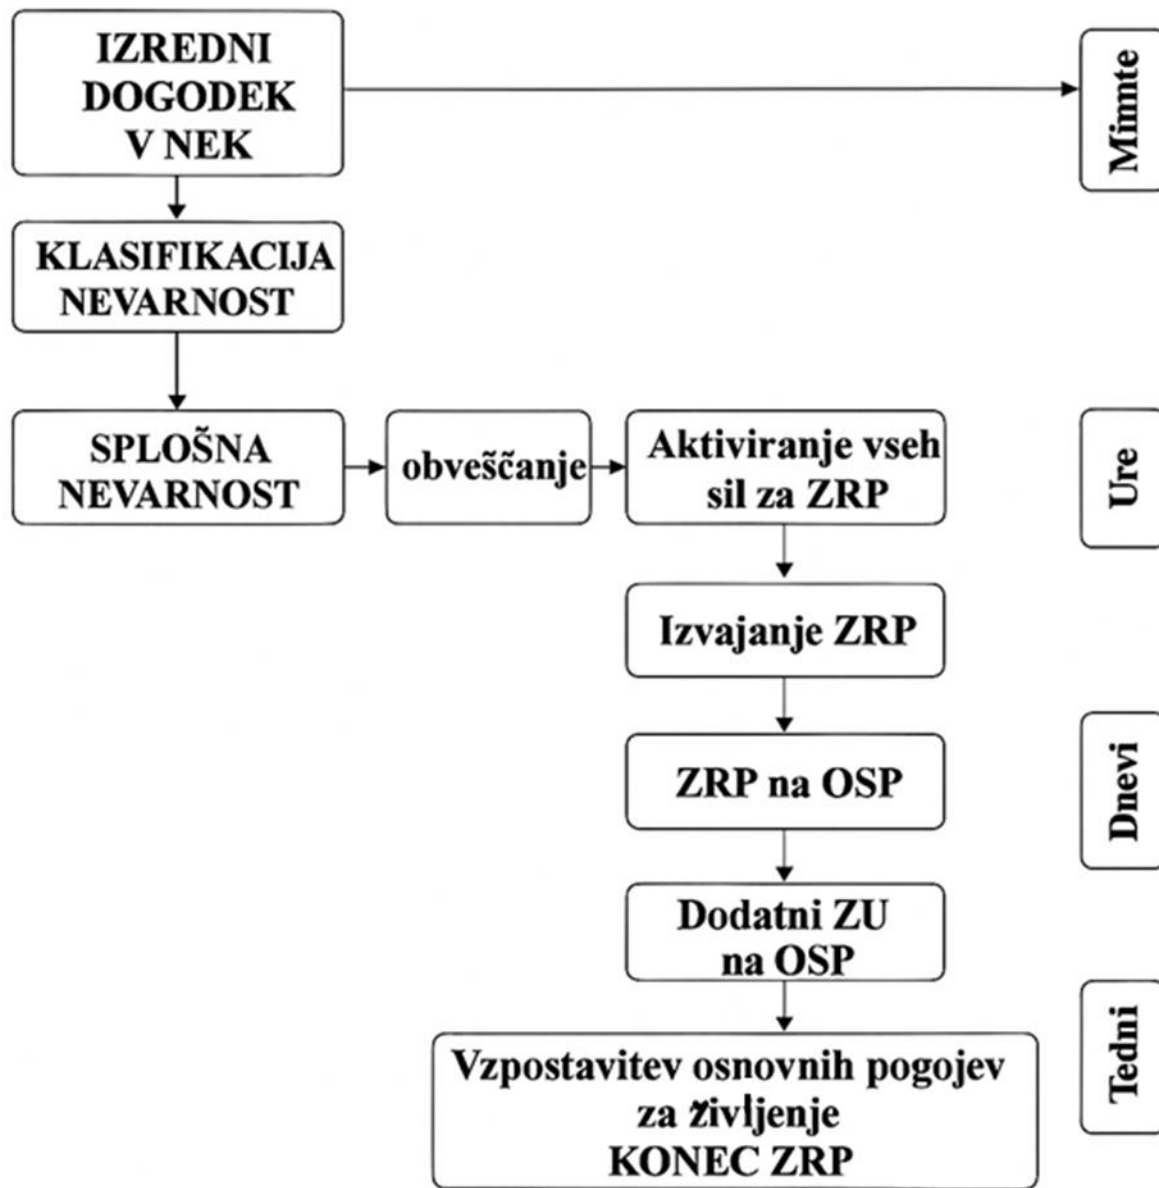 IZREDNI
DOGODEK
V NEK
Mimnte
KLASIFIKACIJA
NEVARNOST
SPLOŠNA
NEVARNOST
obveščanje
Aktiviranje vseh
sil za ZRP
Ure
Izvajanje ZRP
ZRP na OSP
Dnevi
Dodatni ZU
na OSP
Vzpostavitev osnovnih pogojev
za življenje
KONEC ZRP
Tedni